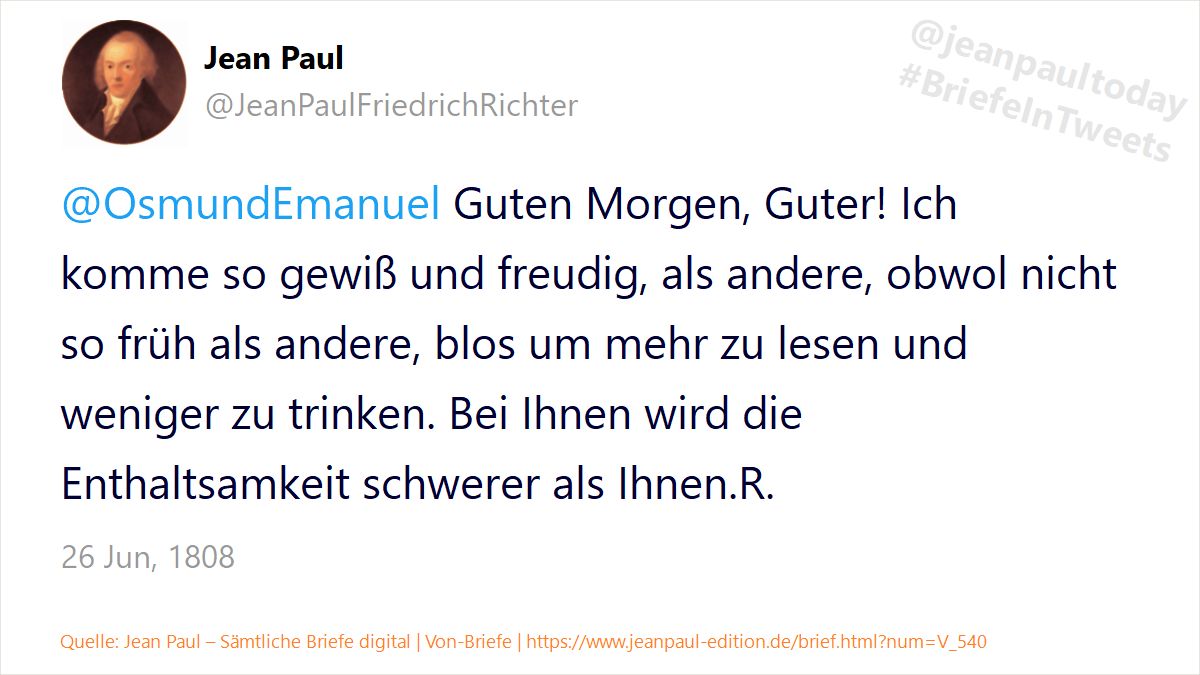 Jean Paul
@JeanPaulFriedrichRichter
@jeanpaultoday
#BriefeInTweets
@OsmundEmanuel Guten Morgen, Guter! Ich
komme so gewiß und freudig, als andere, obwol nicht
so früh als andere, blos um mehr zu lesen und
weniger zu trinken. Bei Ihnen wird die
Enthaltsamkeit schwerer als Ihnen.R.
26 Jun, 1808
Quelle: Jean Paul – Sämtliche Briefe digital | Von-Briefe | https://www.jeanpaul-edition.de/brief.html?num=V_540